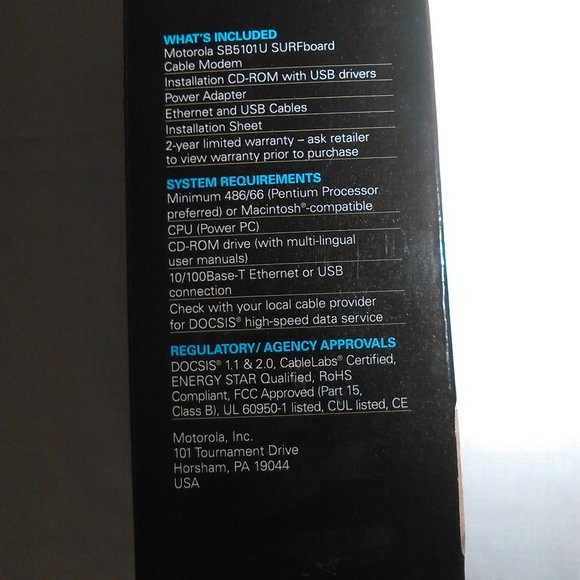 WHAT'S INCLUDED
Motorola SB5101U SURFboard
Cable Modem
Installation CD-ROM with USB drivers
Power Adapter
Ethernet and USB Cables
Installation Sheet
2-year limited warranty – ask retailer
to view warranty prior to purchase
SYSTEM REQUIREMENTS
Minimum 486/66 (Pentium Processor
preferred) or Macintosh®-compatible
CPU (Power PC)
CD-ROM drive (with multi-lingual
user manuals)
10/100Base-T Ethernet or USB
connection
Check with your local cable provider
for DOCSIS® high-speed data service
REGULATORY/AGENCY APPROVALS
DOCSIS® 1.1 & 2.0, CableLabs® Certified,
ENERGY STAR Qualified, RoHS
Compliant, FCC Approved (Part 15,
Class B), UL 60950-1 listed, CUL listed, CE
Motorola, Inc.
101 Tournament Drive
Horsham, PA 19044
USA